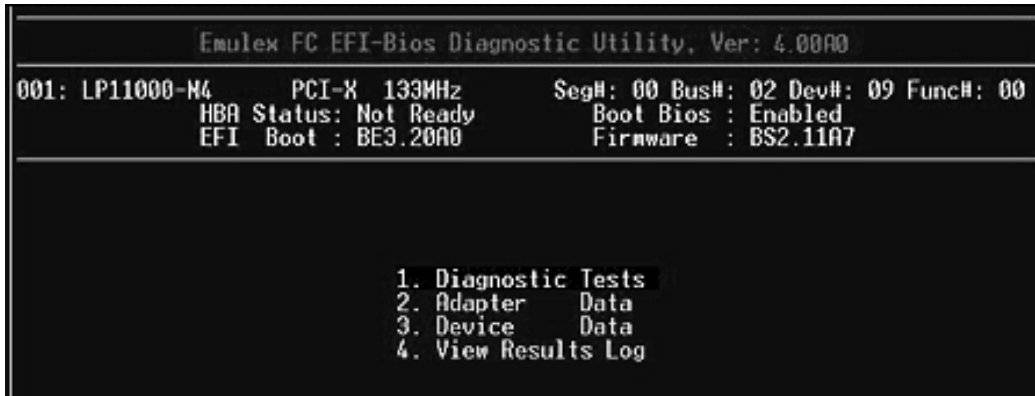 Emulex FC EFI-Bios Diagnostic Utility, Ver: 4.00A0
001: LP11000-M4 PCI-X 133MHz Seg#: 00 Bus#: 02 Dev#: 09 Func#: 00
HBA Status: Not Ready Boot Bios : Enabled
EFI Boot : BE3.20A0 Firmware : BS2.11A7
1. Diagnostic Tests
2. Adapter Data
3. Device Data
4. View Results Log